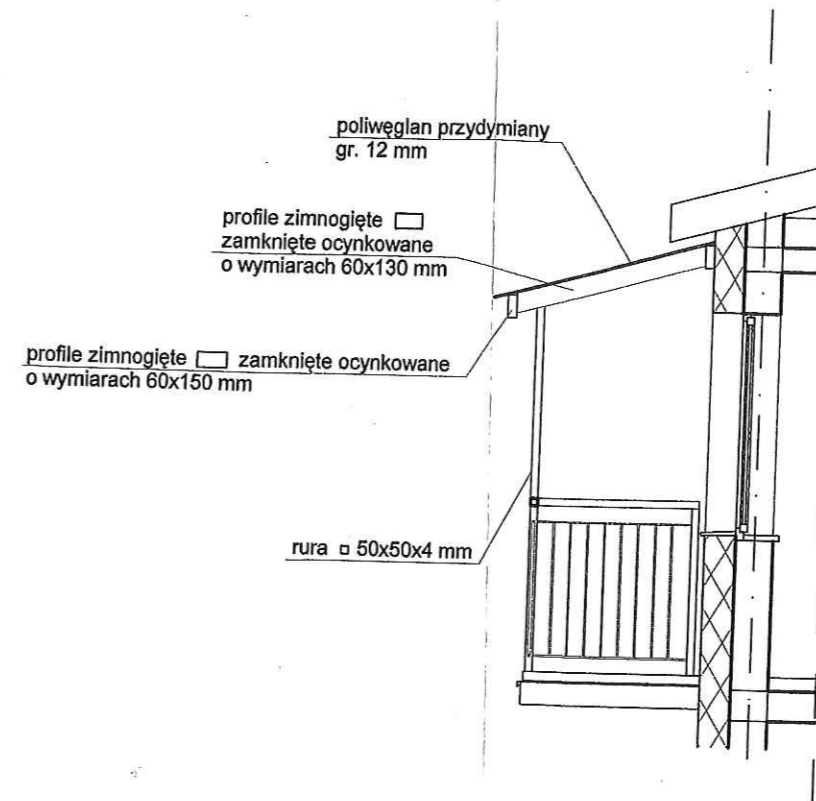 poliwęglan przydymiany
gr. 12 mm
profile zimnogięte
zamknięte ocynkowane
o wymiarach 60x130 mm
profile zimnogięte zamknięte ocynkowane
o wymiarach 60x150 mm
rura 50x50x4 mm